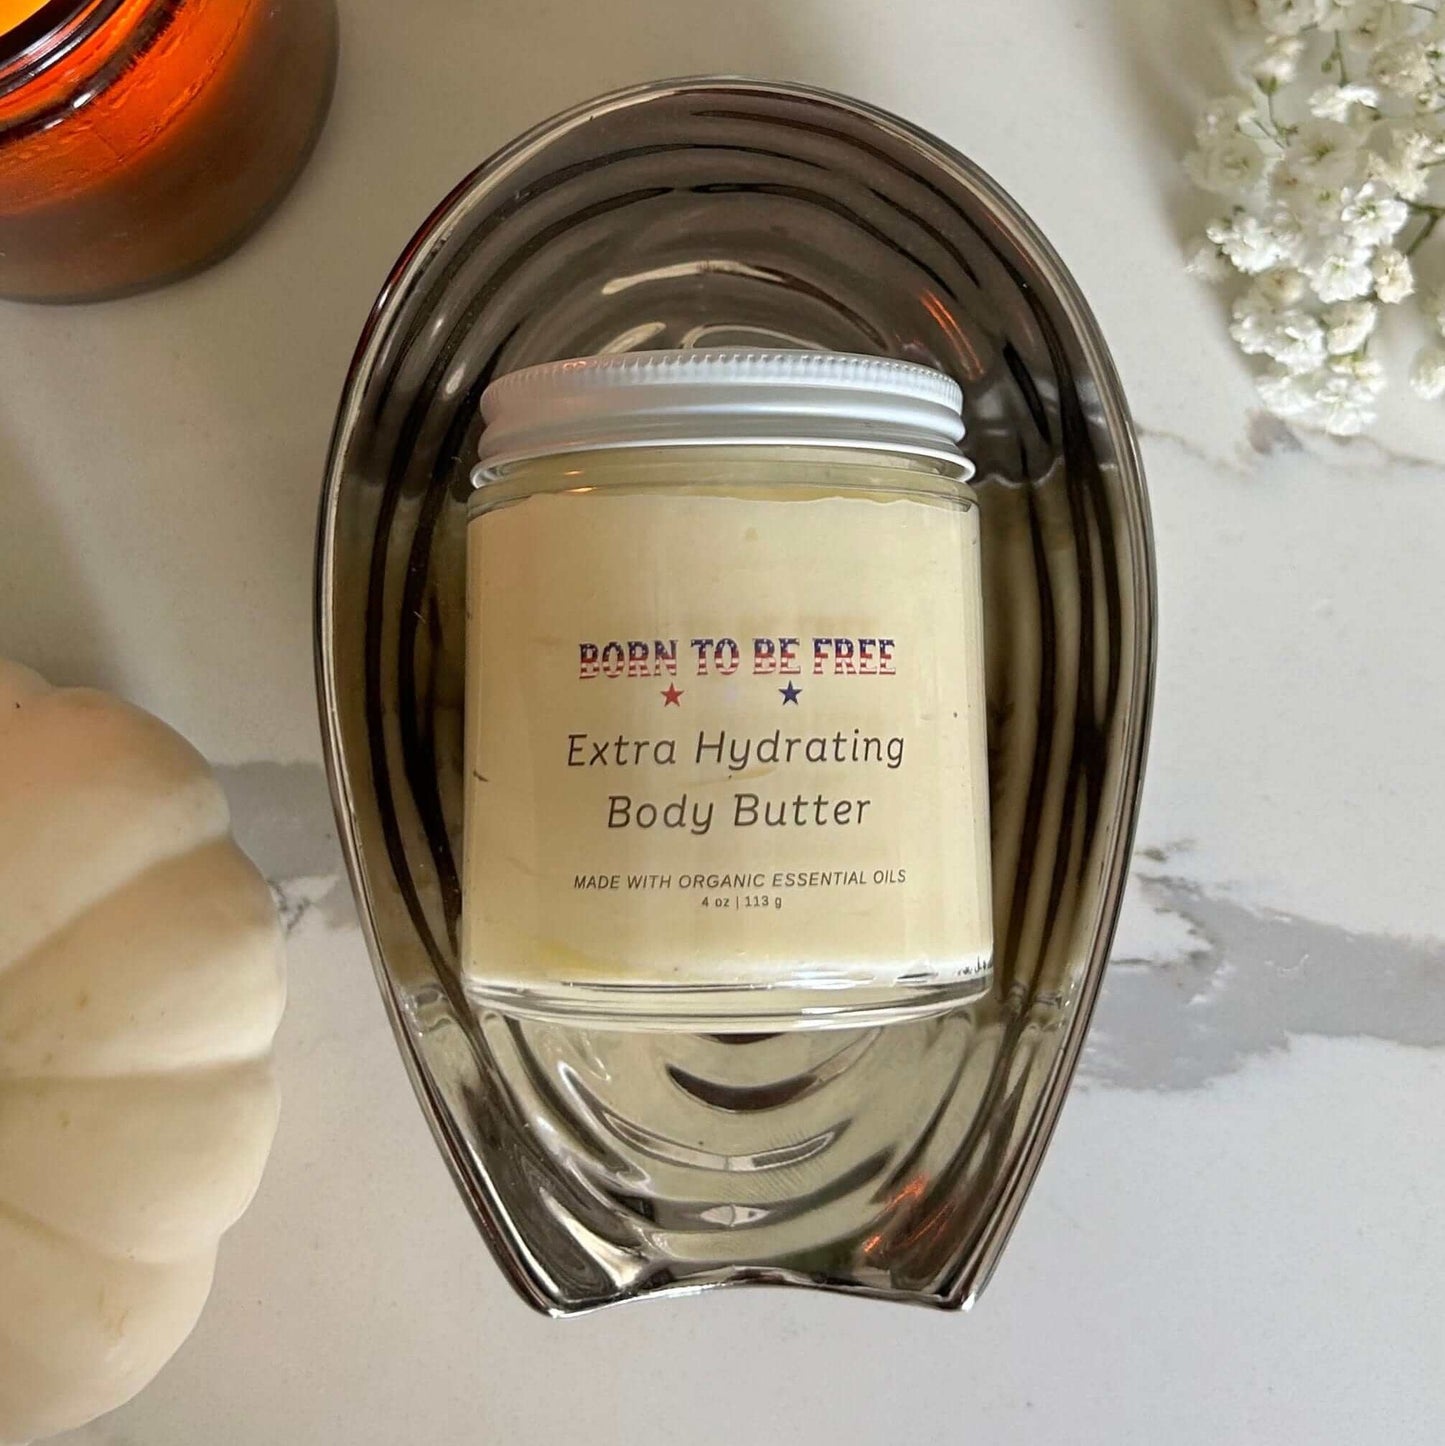 BORN TO BE FREE
Extra Hydrating
Body Butter
MADE WITH ORGANIC ESSENTIAL OILS
4 oz | 113 g